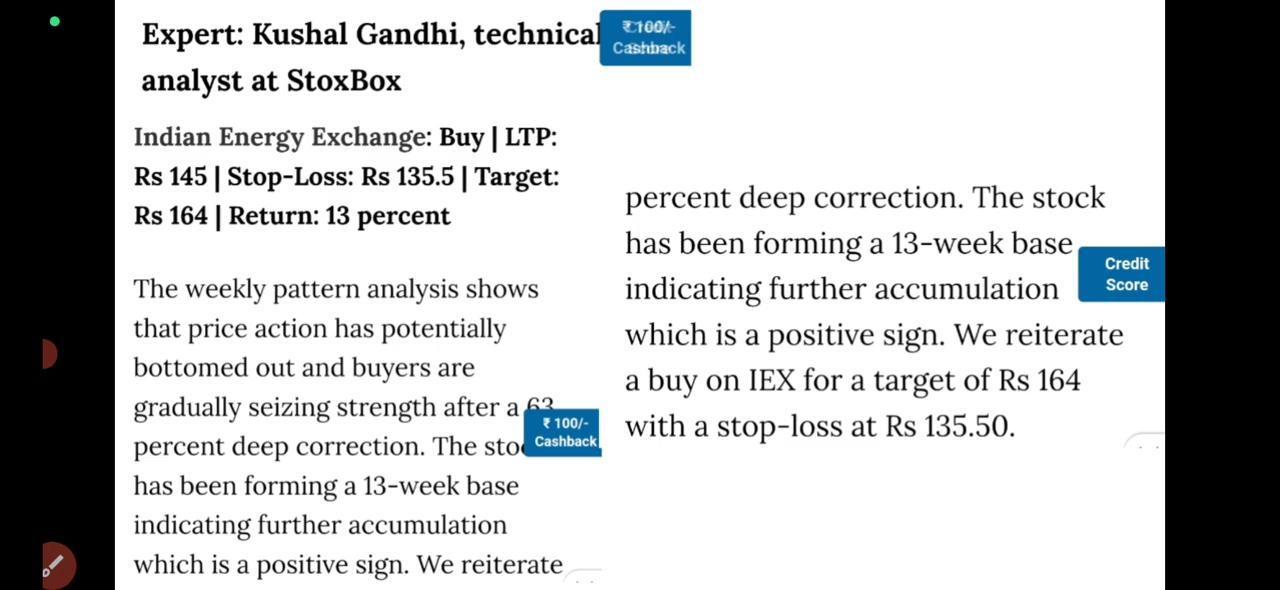 Expert: Kushal Gandhi, technical
analyst at StoxBox
₹ 100/-
Cashback
Indian Energy Exchange: Buy | LTP:
Rs 145 | Stop-Loss: Rs 135.5 | Target:
Rs 164 | Return: 13 percent
The weekly pattern analysis shows
that price action has potentially
bottomed out and buyers are
gradually seizing strength after a 63
percent deep correction. The
has been forming a 13-week base
indicating further accumulation
which is a positive sign. We reiterate
₹ 100/-
Cashback
percent deep correction. The stock
has been forming a 13-week base
indicating further accumulation
which is a positive sign. We reiterate
a buy on IEX for a target of Rs 164
with a stop-loss at Rs 135.50.
Credit
Score